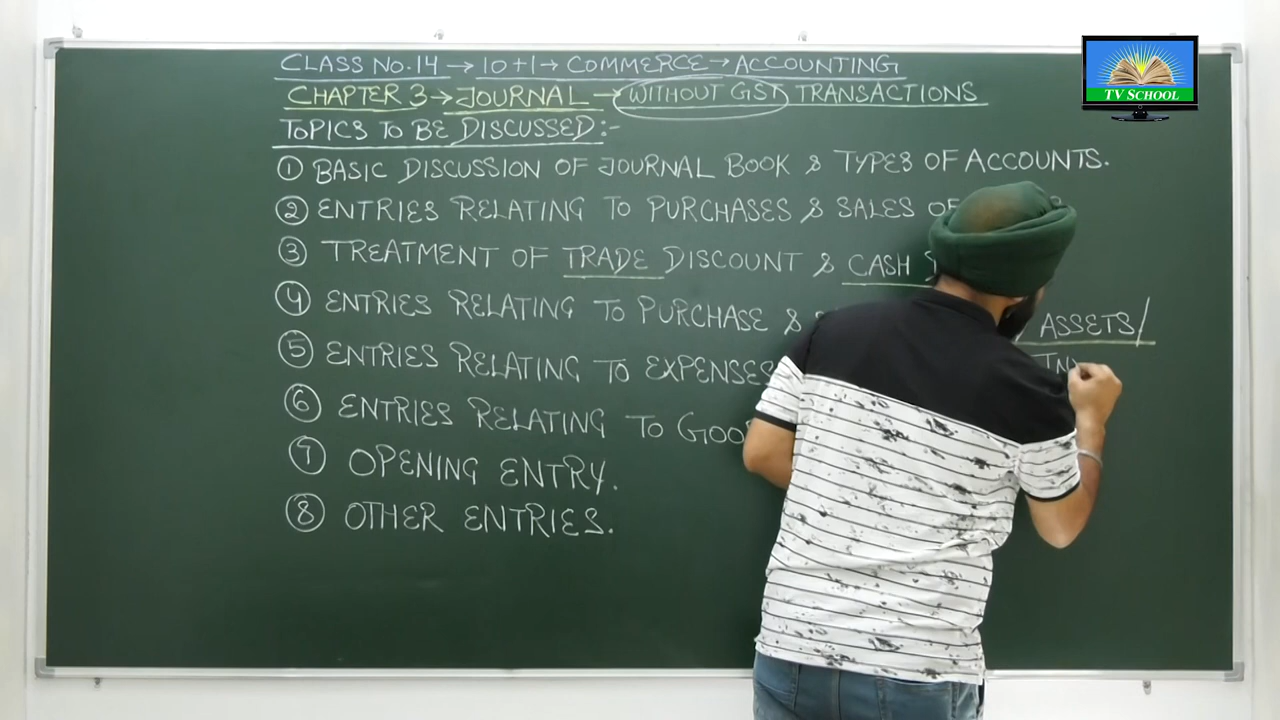 CLASS NO.14 → 10+1 → COMMERCE → ACCOUNTING
CHAPTER 3 → JOURNAL → WITHOUT GST TRANSACTIONS
TOPICS TO BE DISCUSSED:-
① BASIC DISCUSSION OF JOURNAL BOOK & TYPES OF ACCOUNTS.
② ENTRIES RELATING TO PURCHASES & SALES OF
③ TREATMENT OF TRADE DISCOUNT & CASH
④ ENTRIES RELATING TO PURCHASE & ASSETS/
⑤ ENTRIES RELATING TO EXPENSES
⑥ ENTRIES RELATING TO
⑦ OPENING ENTRY.
⑧ OTHER ENTRIES.
TV SCHOOL